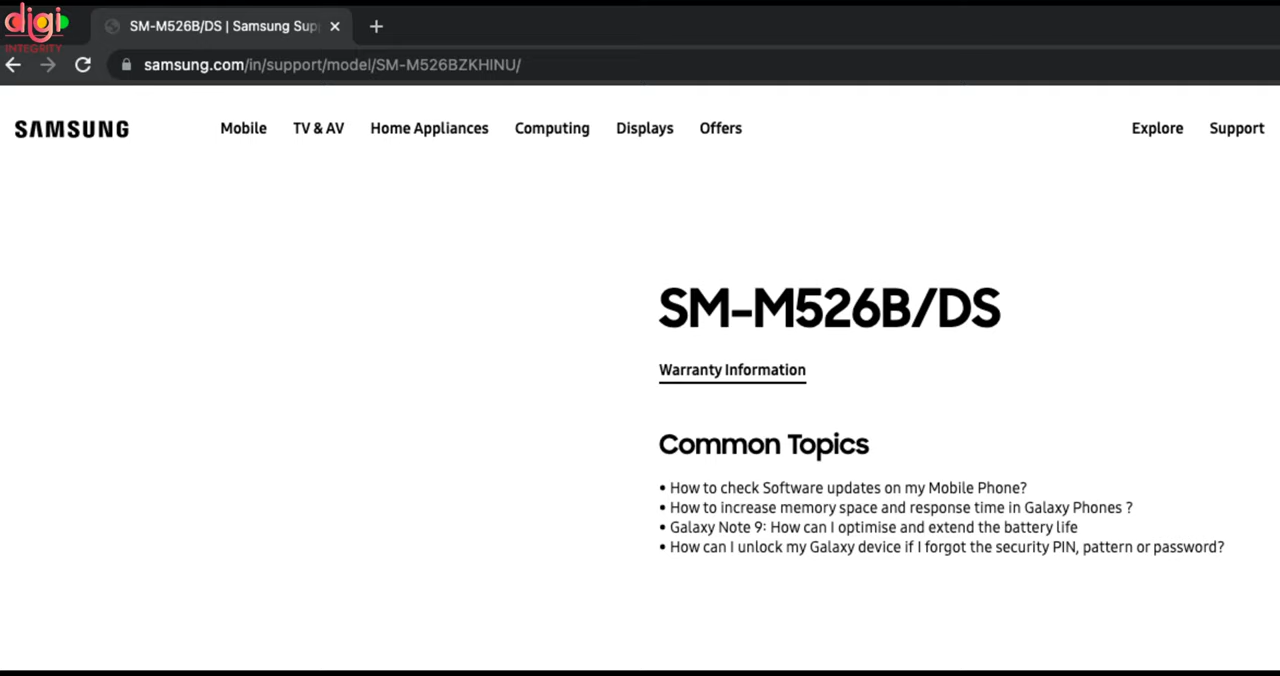 digi
INTEGRITY
SM-M526B/DS | Samsung Sup
samsung.com/in/support/model/SM-M526BZKHINU/
SAMSUNG Mobile TV & AV Home Appliances Computing Displays Offers Explore Support
SM-M526B/DS
Warranty Information
Common Topics
• How to check Software updates on my Mobile Phone?
• How to increase memory space and response time in Galaxy Phones ?
• Galaxy Note 9: How can I optimise and extend the battery life
• How can I unlock my Galaxy device if I forgot the security PIN, pattern or password?